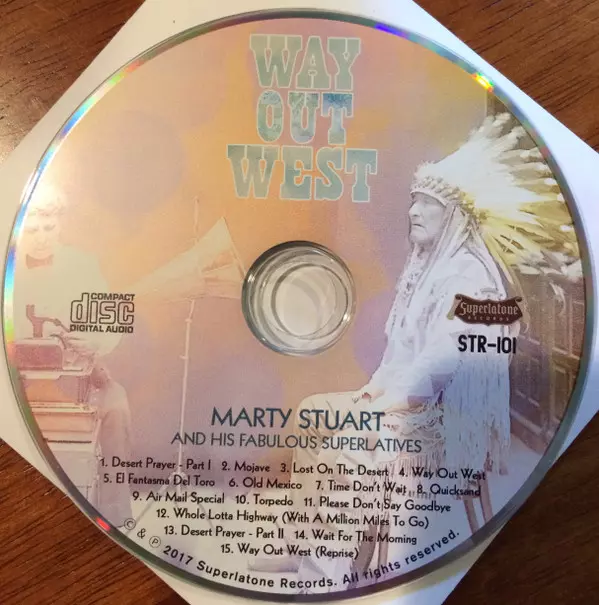 WAY
OUT
WEST
COMPACT
disc
DIGITAL AUDIO
Superlatone
RECORDS
STR-101
MARTY STUART
AND HIS FABULOUS SUPERLATIVES
1. Desert Prayer - Part I 2. Mojave 3. Lost On The Desert 4. Way Out West
5. El Fantasma Del Toro 6. Old Mexico 7. Time Don't Wait 8. Quicksand
9. Air Mail Special 10. Torpedo 11. Please Don't Say Goodbye
12. Whole Lotta Highway (With A Million Miles To Go)
13. Desert Prayer - Part II 14. Wait For The Morning
15. Way Out West (Reprise)
© & ℗ 2017 Superlatone Records. All rights reserved.